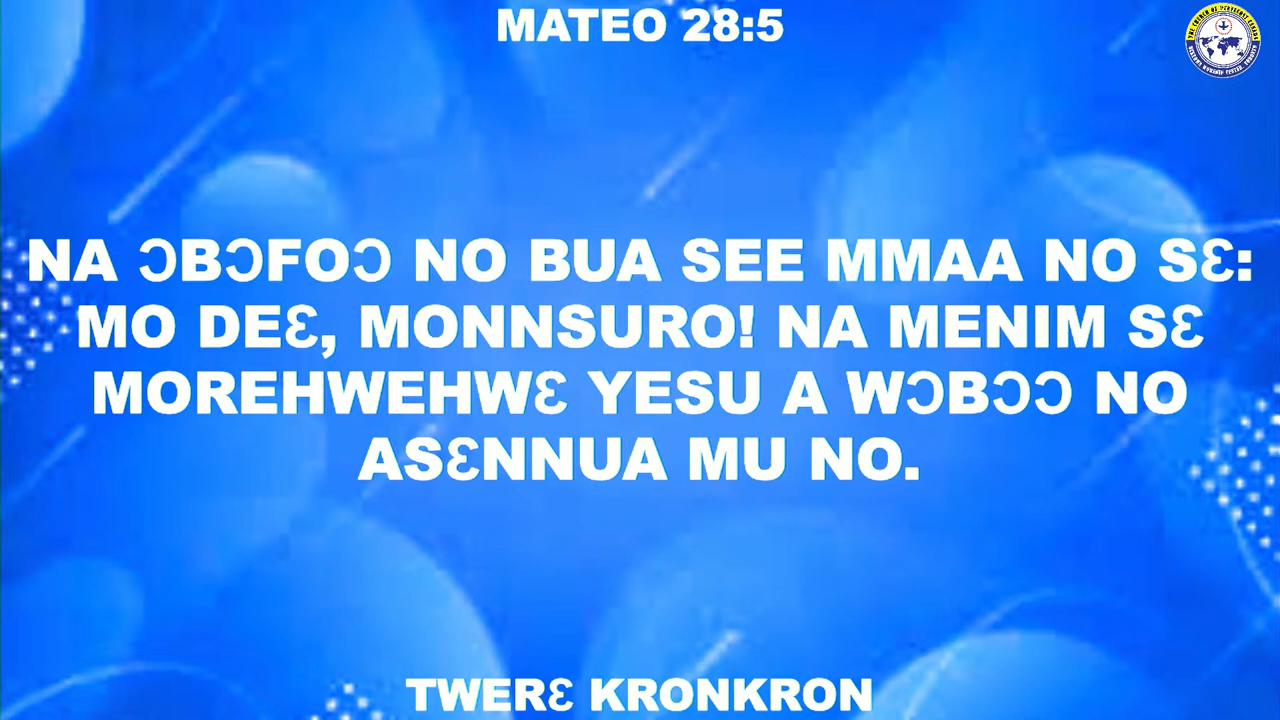 MATEO 28:5
NA ƆBƆFOƆ NO BUA SEE MMAA NO SƐ:
MO DEƐ, MONNSURO! NA MENIM SƐ
MOREHWEHWƐ YESU A WƆBƆƆ NO
ASƐNNUA MU NO.
TWERƐ KRONKRON